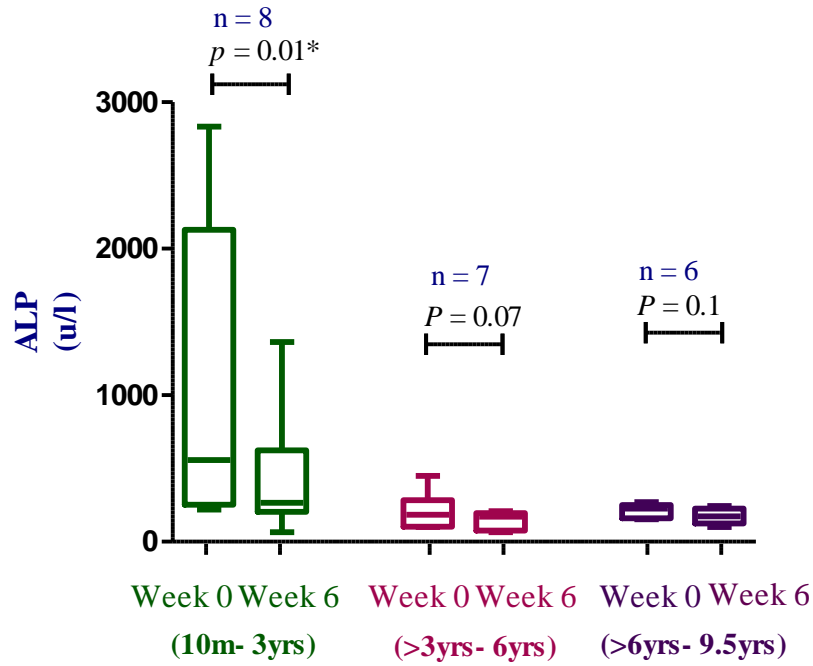 n = 8
p = 0.01*
3000
2000
1000
0
ALP
(u/l)
n = 7
P = 0.07
n = 6
P = 0.1
Week 0 Week 6 Week 0 Week 6 Week 0 Week 6
(10m- 3yrs) (>3yrs- 6yrs) (>6yrs- 9.5yrs)